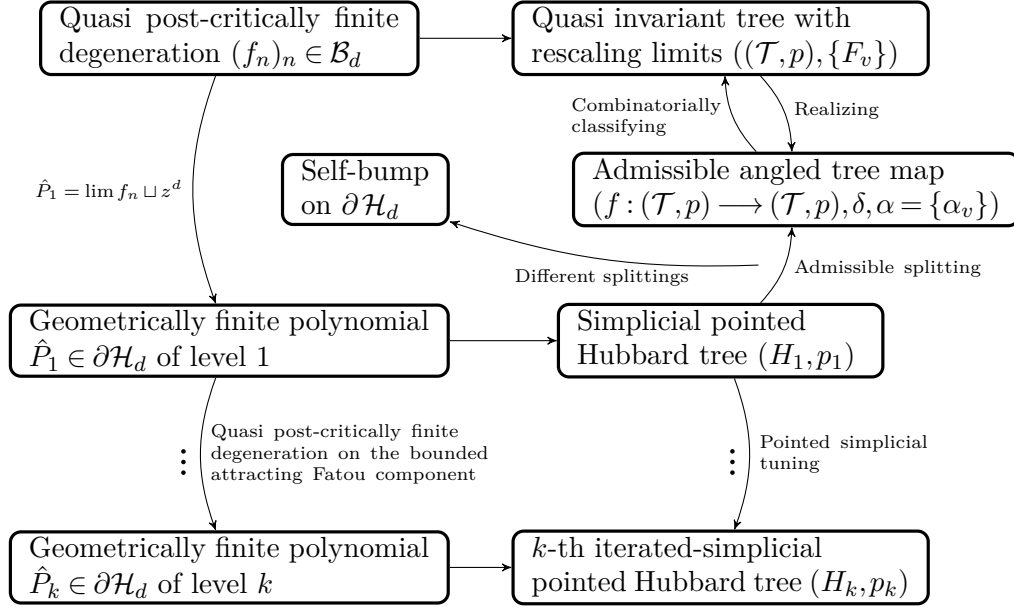 Quasi post-critically finite
degeneration $(f_n)_n \in \mathcal{B}_d$
Quasi invariant tree with
rescaling limits $((\mathcal{T}, p), \{F_v\})$
Combinatorially
classifying
Realizing
$\hat{P}_1 = \lim f_n \sqcup z^d$
Self-bump
on $\partial \mathcal{H}_d$
Admissible angled tree map
$(f : (\mathcal{T}, p) \longrightarrow (\mathcal{T}, p), \delta, \alpha = \{\alpha_v\})$
Different splittings
Admissible splitting
Geometrically finite polynomial
$\hat{P}_1 \in \partial \mathcal{H}_d$ of level 1
Simplicial pointed
Hubbard tree $(H_1, p_1)$
⋮
Quasi post-critically finite
degeneration on the bounded
attracting Fatou component
⋮
Pointed simplicial
tuning
Geometrically finite polynomial
$\hat{P}_k \in \partial \mathcal{H}_d$ of level $k$
$k$-th iterated-simplicial
pointed Hubbard tree $(H_k, p_k)$